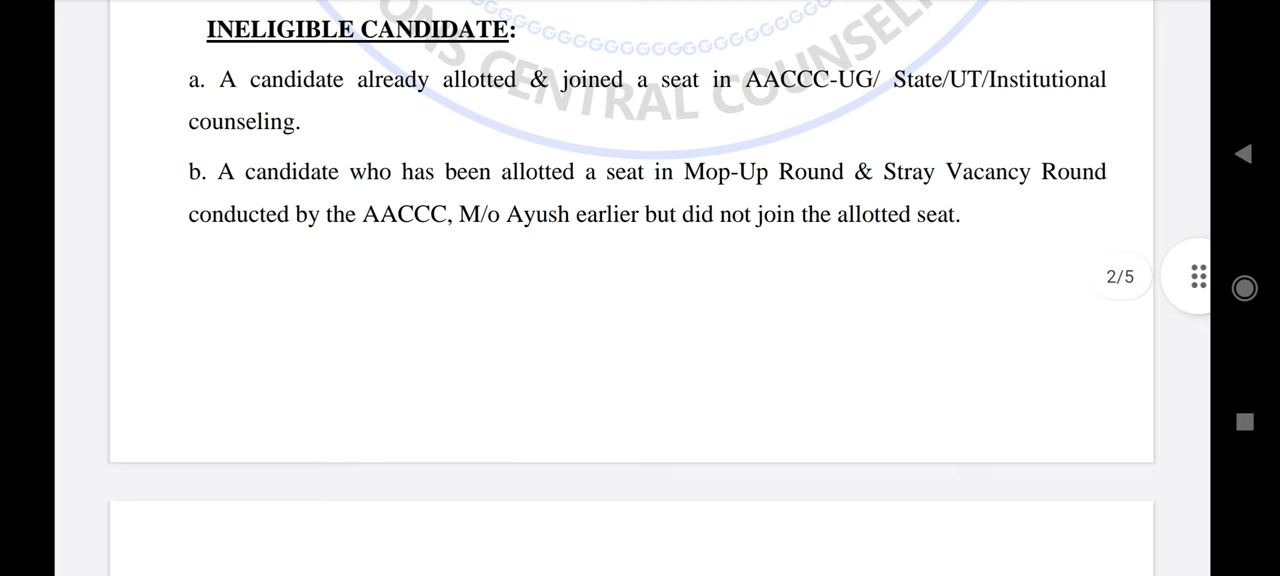 INELIGIBLE CANDIDATE:
a. A candidate already allotted & joined a seat in AACCC-UG/ State/UT/Institutional
counseling.
b. A candidate who has been allotted a seat in Mop-Up Round & Stray Vacancy Round
conducted by the AACCC, M/o Ayush earlier but did not join the allotted seat.
2/5